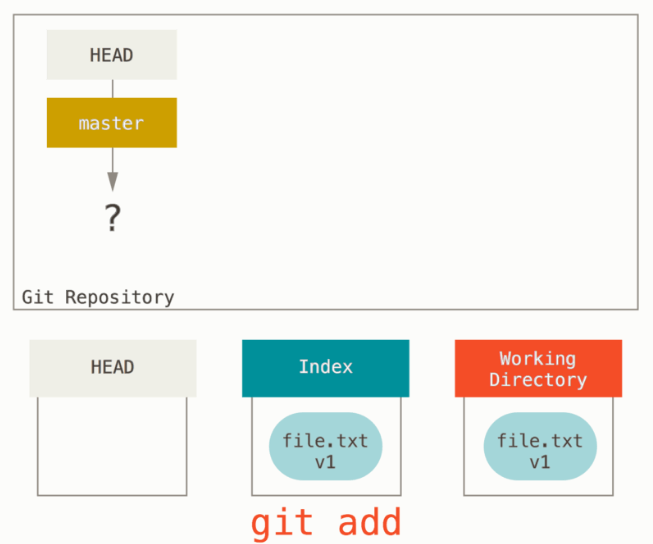 HEAD
master
?
Git Repository
HEAD
Index
Working
Directory
file.txt
v1
file.txt
v1
git add